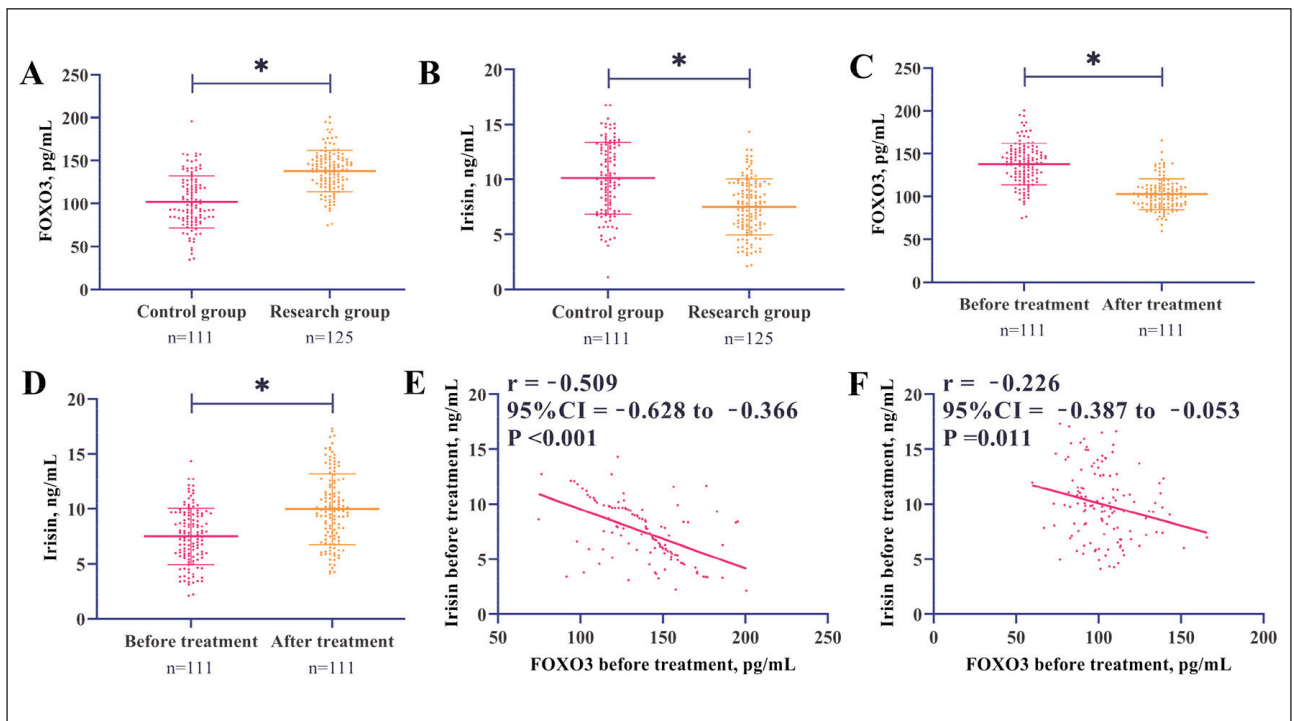 A
FOXO3, pg/mL
250
200
150
100
50
0
*
Control group
Research group
n=111
n=125
B
Irisin, ng/mL
20
15
10
5
0
*
Control group
Research group
n=111
n=125
C
FOXO3, pg/mL
250
200
150
100
50
0
*
Before treatment
After treatment
n=111
n=111
D
Irisin, ng/mL
20
15
10
5
0
*
Before treatment
After treatment
n=111
n=111
E
r = -0.509
95%CI = -0.628 to -0.366
P <0.001
Irisin before treatment, ng/mL
20
15
10
5
0
50
100
150
200
250
FOXO3 before treatment, pg/mL
F
r = -0.226
95%CI = -0.387 to -0.053
P =0.011
Irisin before treatment, ng/mL
20
15
10
5
0
0
50
100
150
200
FOXO3 before treatment, pg/mL